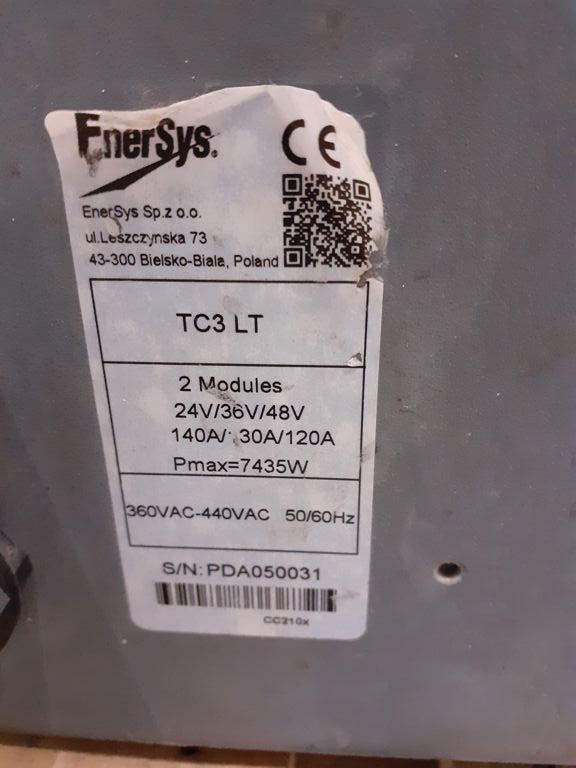 EnerSys.
CE
EnerSys Sp.z o.o.
ul.Leszczynska 73
43-300 Bielsko-Biala, Poland
TC3 LT
2 Modules
24V/36V/48V
140A/ 30A/120A
Pmax=7435W
360VAC-440VAC 50/60Hz
S/N: PDA050031
CC210x